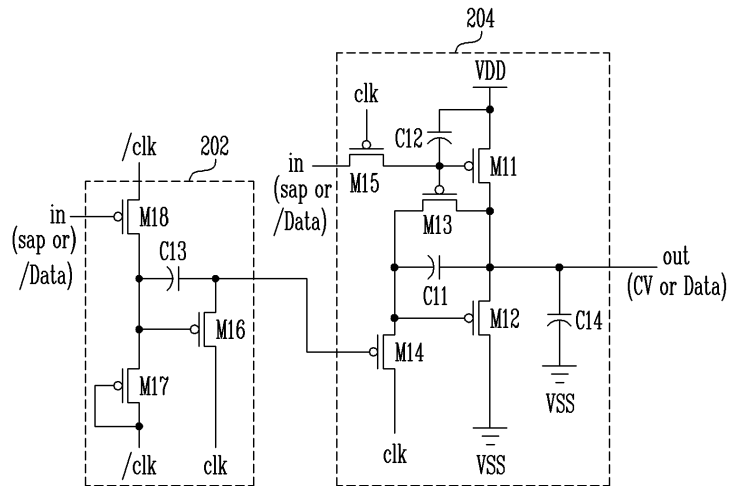 204
VDD
clk
C12
/clk
202
in
(sap or
/Data)
M15
M11
in
(sap or)
/Data)
M18
M13
C13
C11
out
(CV or Data)
M16
M12
C14
M14
M17
VSS
/clk
clk
clk
VSS